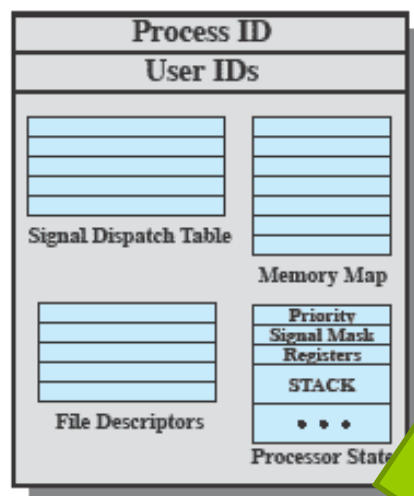 Process ID
User IDs
Signal Dispatch Table
Memory Map
Priority
Signal Mask
Registers
STACK
• • •
File Descriptors
Processor State